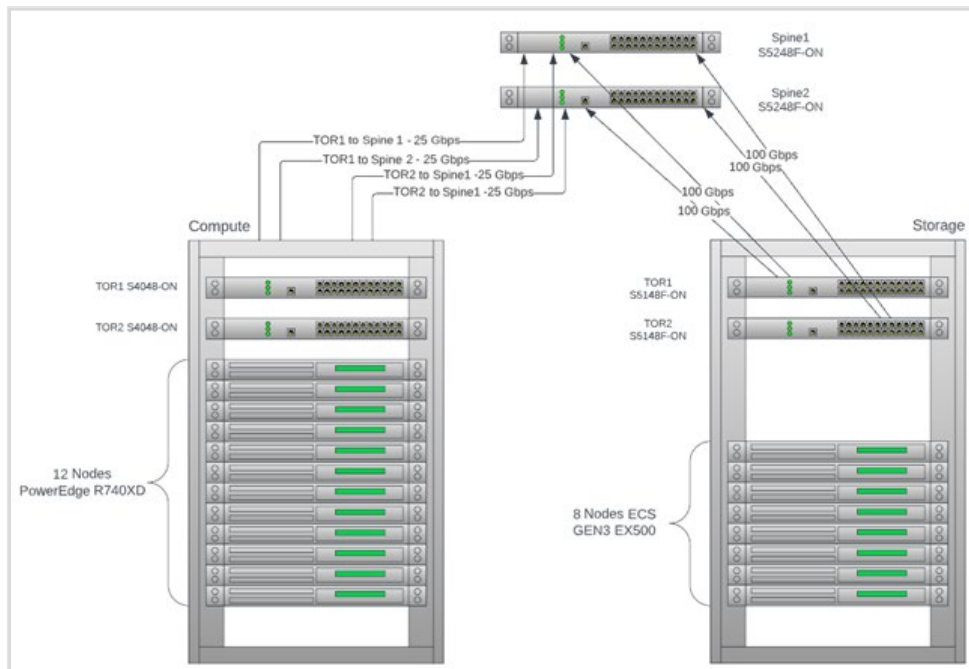 Spine1
S5248F-ON
Spine2
S5248F-ON
TOR1 to Spine 1 - 25 Gbps
TOR1 to Spine 2 - 25 Gbps
TOR2 to Spine1 -25 Gbps
TOR2 to Spine1 -25 Gbps
100 Gbps
100 Gbps
100 Gbps
100 Gbps
Compute
Storage
TOR1 S4048-ON
TOR2 S4048-ON
TOR1
S5148F-ON
TOR2
S5148F-ON
12 Nodes
PowerEdge R740XD
8 Nodes ECS
GEN3 EX500